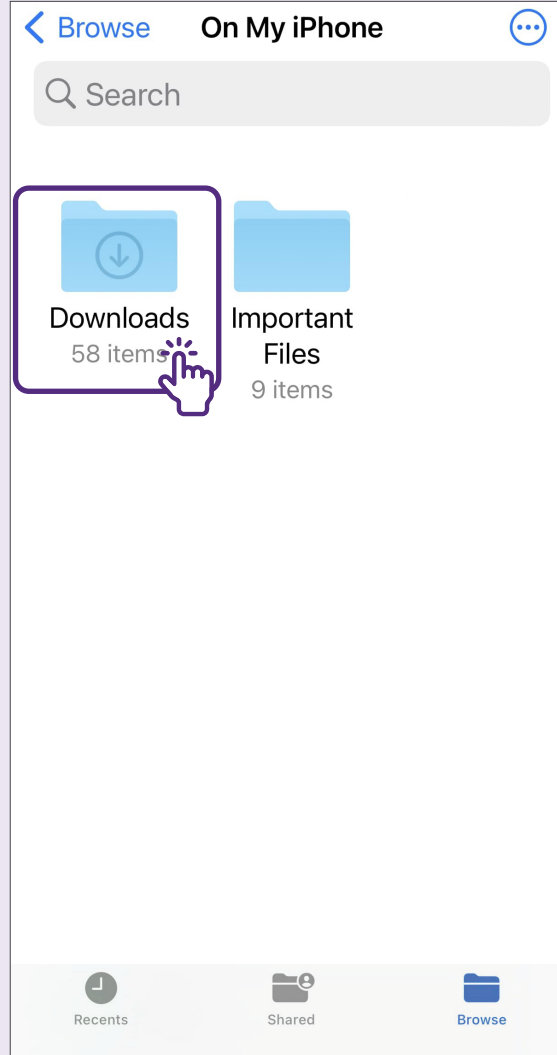 Browse On My iPhone
Search
Downloads Important
58 items Files
9 items
Recents Shared Browse